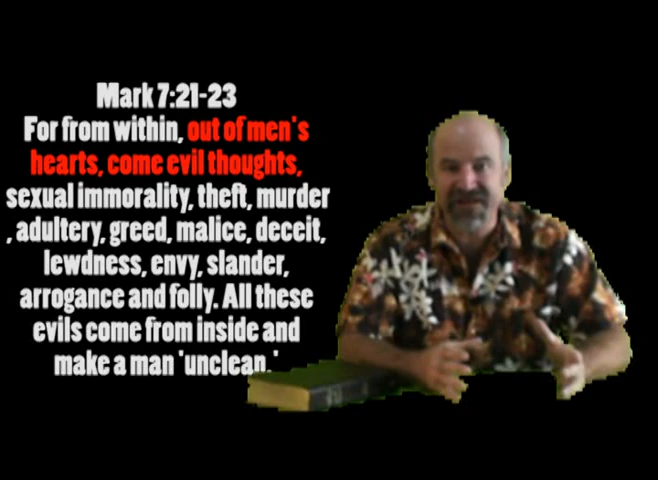 Mark 7:21-23
For from within, out of men's
hearts, come evil thoughts,
sexual immorality, theft, murder
, adultery, greed, malice, deceit,
lewdness, envy, slander,
arrogance and folly. All these
evils come from inside and
make a man 'unclean.'